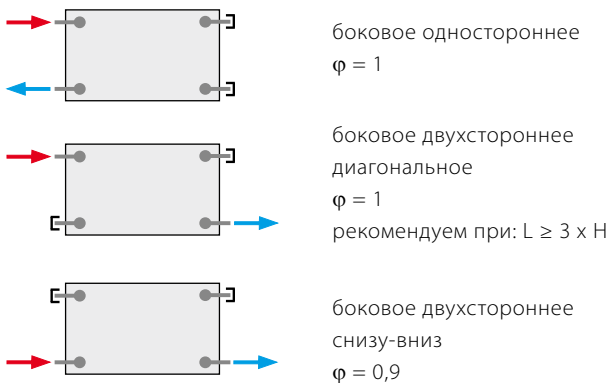 боковое одностороннее
φ = 1
боковое двухстороннее
диагональное
φ = 1
рекомендуем при: L ≥ 3 x H
боковое двухстороннее
снизу-вниз
φ = 0,9